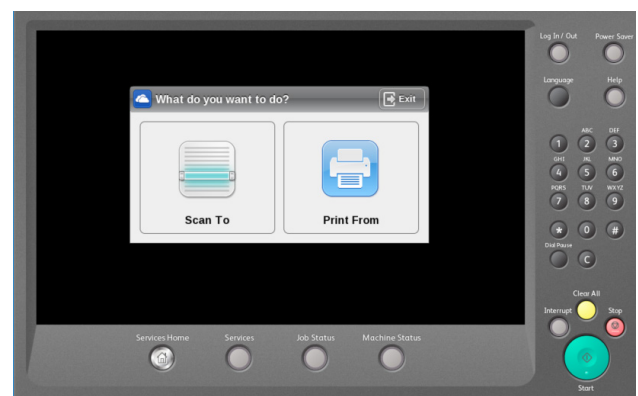 Log In / Out
Power Saver
Language
Help
What do you want to do?
Exit
Scan To
Print From
1
ABC
2
DEF
3
GHI
4
JKL
5
MNO
6
PQRS
7
TUV
8
WXYZ
9
*
0
#
Dial Pause
C
Clear All
Interrupt
Stop
Start
Services Home
Services
Job Status
Machine Status